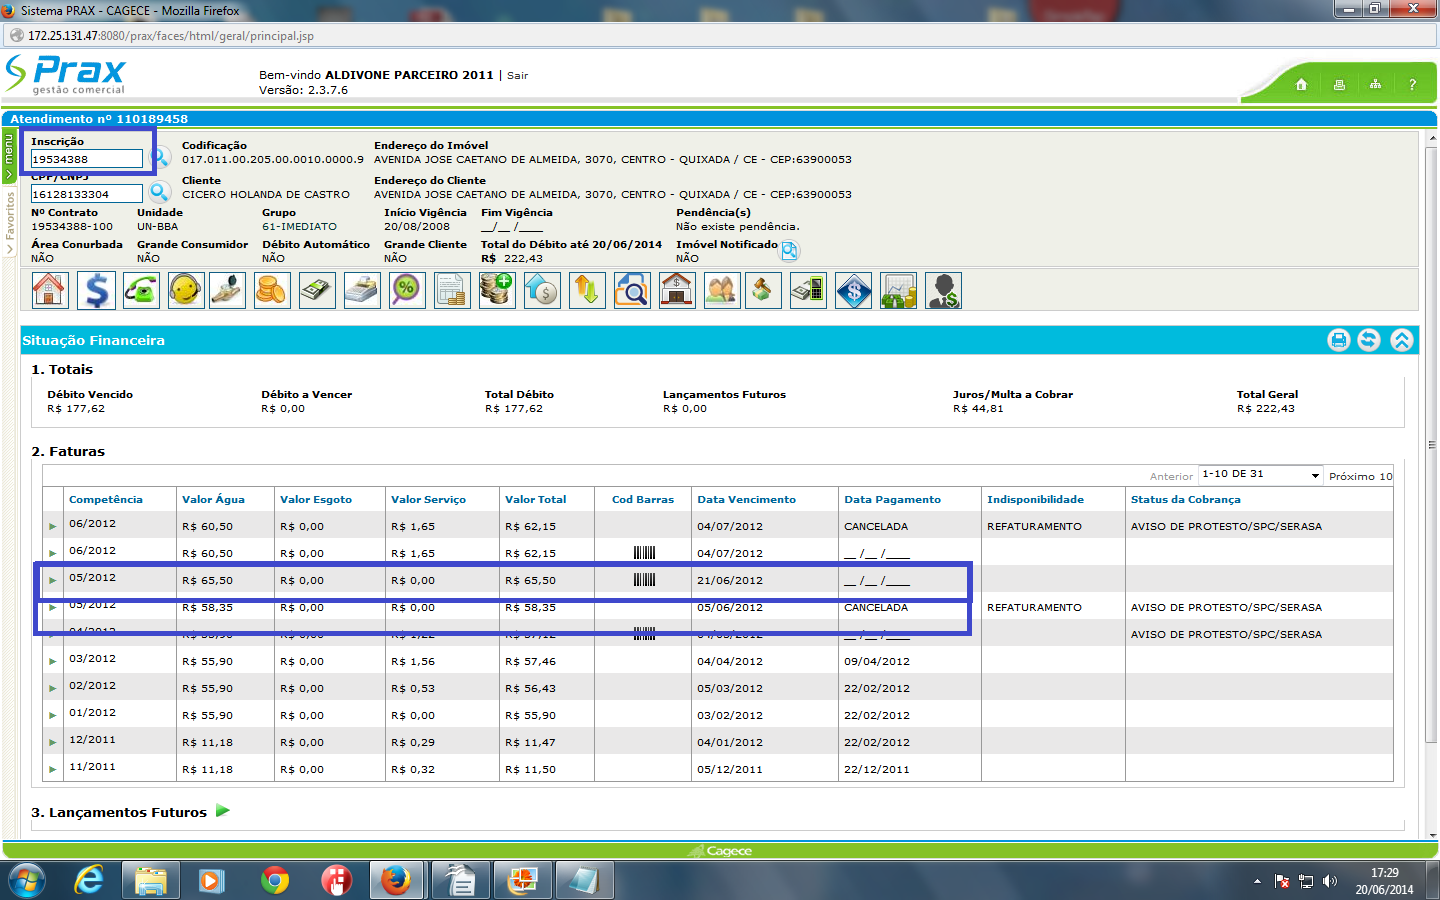 Sistema PRAX - CAGECE - Mozilla Firefox
172.25.131.47:8080/prax/faces/html/geral/principal.jsp
Prax
gestão comercial
Bem-vindo ALDIVONE PARCEIRO 2011 | Sair
Versão: 2.3.7.6
?
Atendimento nº 110189458
menu
Favoritos
Inscrição
19534388
Codificação
017.011.00.205.00.0010.0000.9
Endereço do Imóvel
AVENIDA JOSE CAETANO DE ALMEIDA, 3070, CENTRO - QUIXADA / CE - CEP:63900053
CPF/CNPJ
16128133304
Cliente
CICERO HOLANDA DE CASTRO
Endereço do Cliente
AVENIDA JOSE CAETANO DE ALMEIDA, 3070, CENTRO - QUIXADA / CE - CEP:63900053
Nº Contrato Unidade Grupo Início Vigência Fim Vigência Pendência(s)
19534388-100 UN-BBA 61-IMEDIATO 20/08/2008 __/__ /____ Não existe pendência.
Área Conurbada Grande Consumidor Débito Automático Grande Cliente Total do Débito até 20/06/2014 Imóvel Notificado
NÃO NÃO NÃO NÃO R$ 222,43 NÃO
Situação Financeira
1. Totais
Débito Vencido Débito a Vencer Total Débito Lançamentos Futuros Juros/Multa a Cobrar Total Geral
R$ 177,62 R$ 0,00 R$ 177,62 R$ 0,00 R$ 44,81 R$ 222,43
2. Faturas
Anterior 1-10 DE 31 Próximo 10
Competência Valor Água Valor Esgoto Valor Serviço Valor Total Cod Barras Data Vencimento Data Pagamento Indisponibilidade Status da Cobrança
06/2012 R$ 60,50 R$ 0,00 R$ 1,65 R$ 62,15 04/07/2012 CANCELADA REFATURAMENTO AVISO DE PROTESTO/SPC/SERASA
06/2012 R$ 60,50 R$ 0,00 R$ 1,65 R$ 62,15 04/07/2012 __ /__ /____
05/2012 R$ 65,50 R$ 0,00 R$ 0,00 R$ 65,50 21/06/2012 __ /__ /____
05/2012 R$ 58,35 R$ 0,00 R$ 0,00 R$ 58,35 05/06/2012 CANCELADA REFATURAMENTO AVISO DE PROTESTO/SPC/SERASA
__ /__ /____ AVISO DE PROTESTO/SPC/SERASA
03/2012 R$ 55,90 R$ 0,00 R$ 1,56 R$ 57,46 04/04/2012 09/04/2012
02/2012 R$ 55,90 R$ 0,00 R$ 0,53 R$ 56,43 05/03/2012 22/02/2012
01/2012 R$ 55,90 R$ 0,00 R$ 0,00 R$ 55,90 03/02/2012 22/02/2012
12/2011 R$ 11,18 R$ 0,00 R$ 0,29 R$ 11,47 04/01/2012 22/02/2012
11/2011 R$ 11,18 R$ 0,00 R$ 0,32 R$ 11,50 05/12/2011 22/12/2011
3. Lançamentos Futuros
Cagece
17:29
20/06/2014